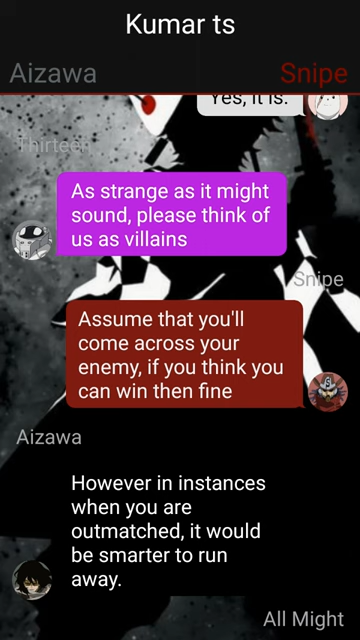 Kumar ts
Aizawa
Snipe
Yes, it is.
Thirteen
As strange as it might
sound, please think of
us as villains
Snipe
Assume that you'll
come across your
enemy, if you think you
can win then fine
Aizawa
However in instances
when you are
outmatched, it would
be smarter to run
away.
All Might